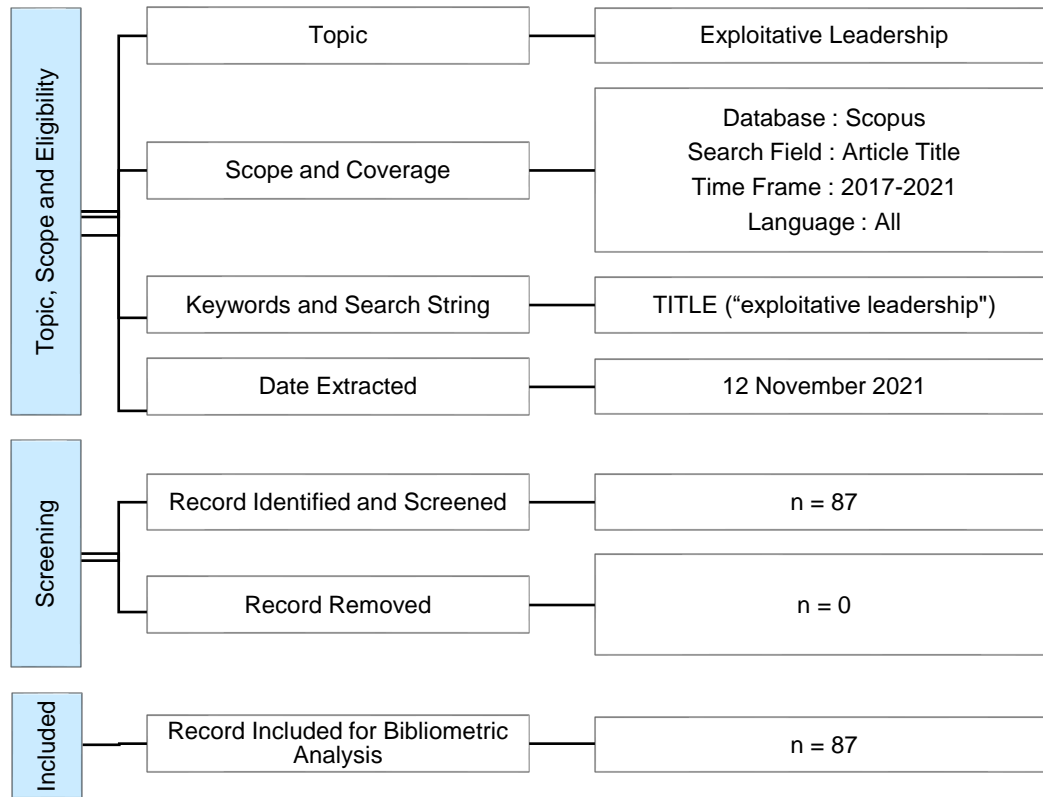 Topic, Scope and Eligibility
Topic
Exploitative Leadership
Scope and Coverage
Database : Scopus
Search Field : Article Title
Time Frame : 2017-2021
Language : All
Keywords and Search String
TITLE (“exploitative leadership")
Date Extracted
12 November 2021
Screening
Record Identified and Screened
n = 87
Record Removed
n = 0
Included
Record Included for Bibliometric
Analysis
n = 87